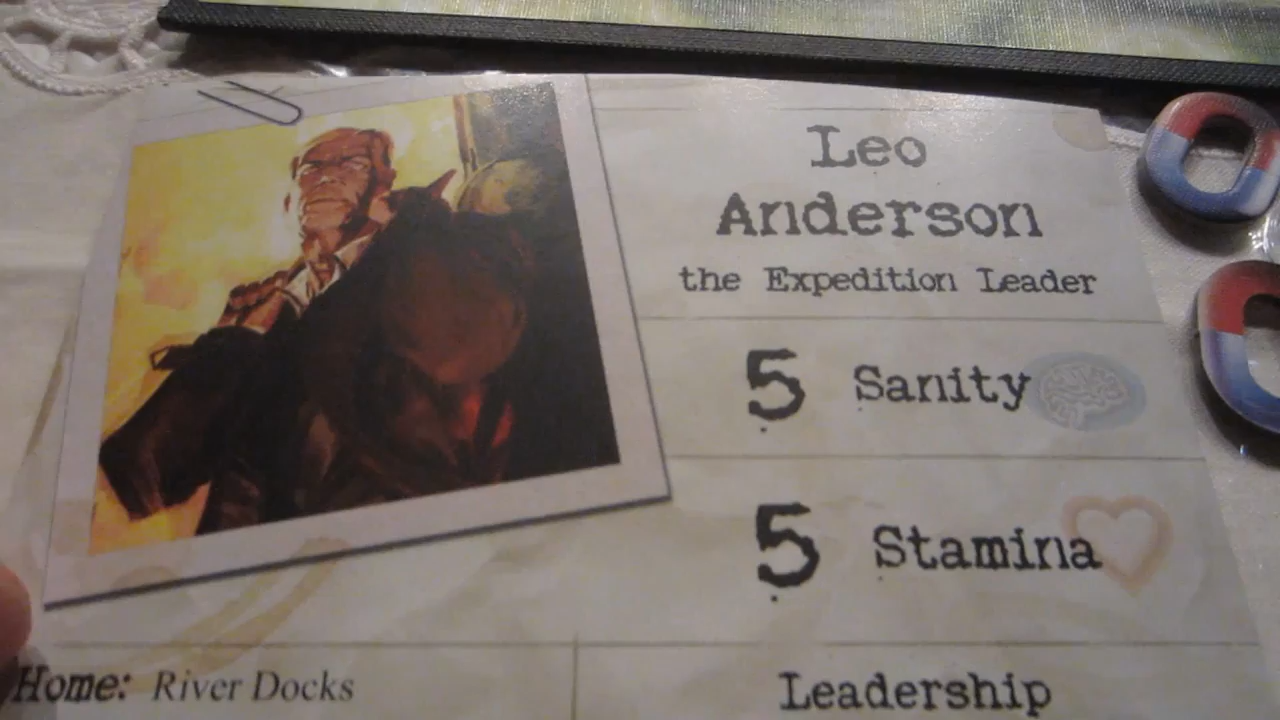 Leo
Anderson
the Expedition Leader
5 Sanity
5 Stamina
Home: River Docks
Leadership